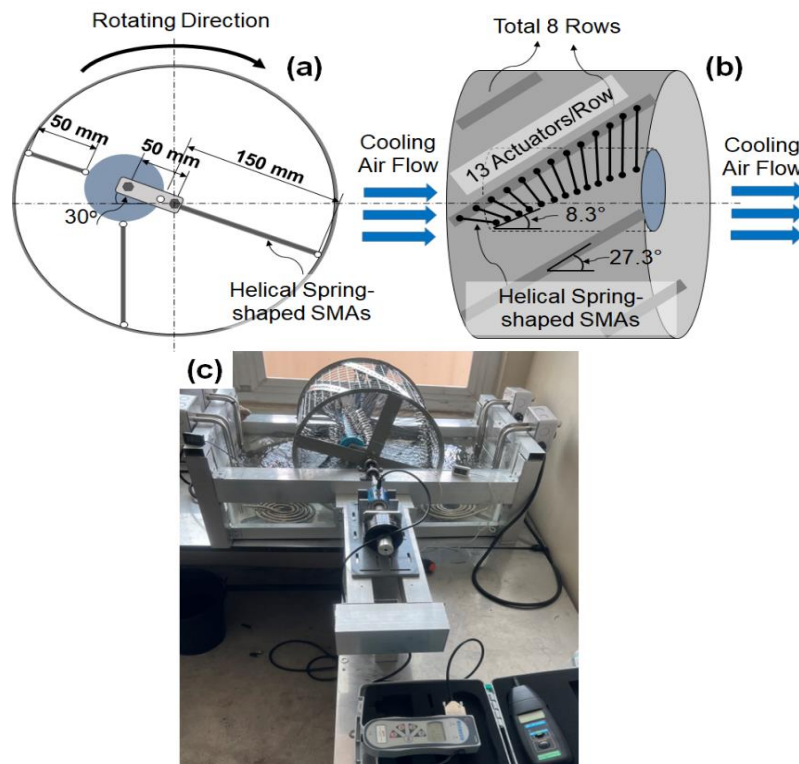 Rotating Direction
(a)
50 mm
50 mm
150 mm
30º
Helical Spring-
shaped SMAs
Total 8 Rows
(b)
13 Actuators/Row
Cooling
Air Flow
Cooling
Air Flow
8.3°
27.3°
Helical Spring-
shaped SMAs
(c)